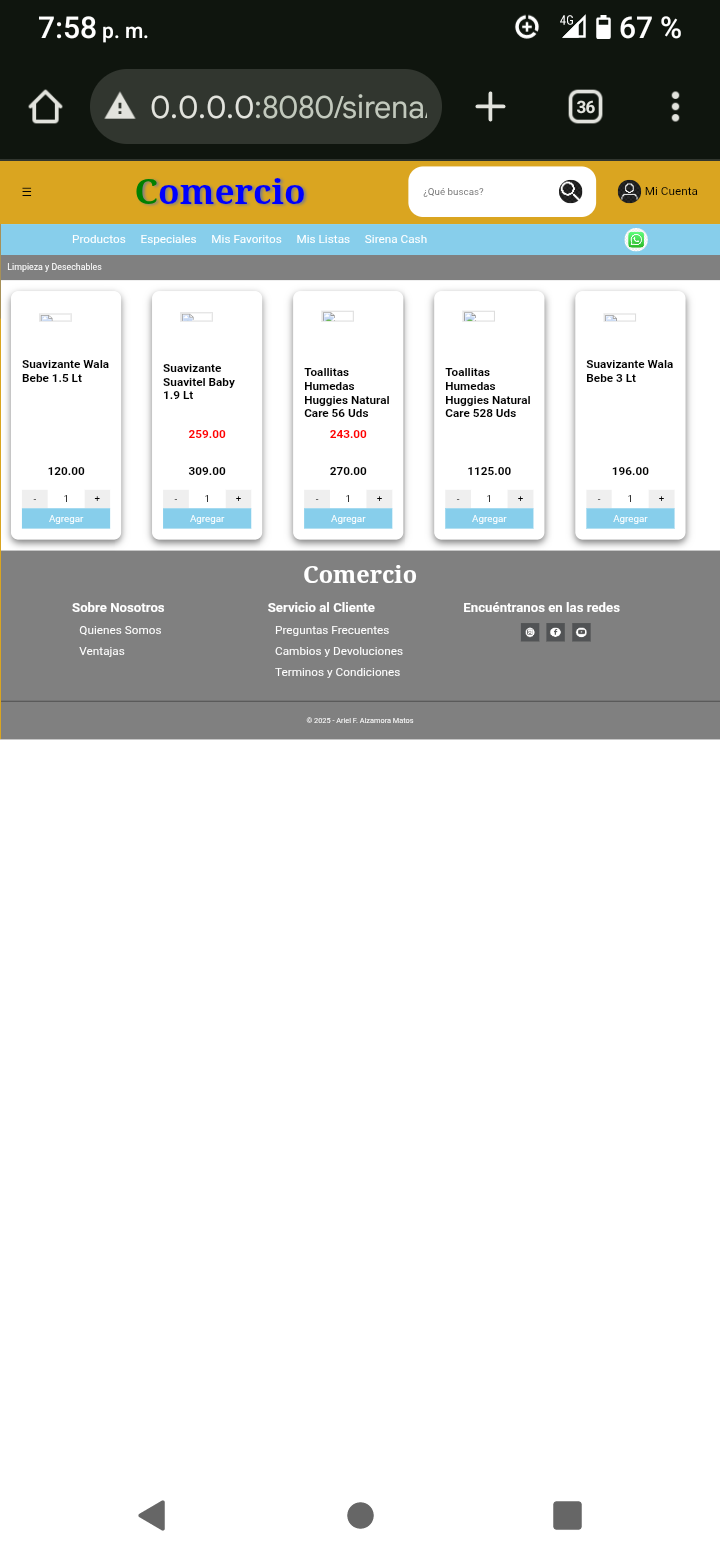 7:58 p. m.
4G 67 %
0.0.0.0:8080/sirena
36
☰ Comercio ¿Qué buscas? Mi Cuenta
Productos Especiales Mis Favoritos Mis Listas Sirena Cash
Limpieza y Desechables
Suavizante Wala
Bebe 1.5 Lt
120.00
- 1 +
Agregar
Suavizante
Suavitel Baby
1.9 Lt
259.00
309.00
- 1 +
Agregar
Toallitas
Humedas
Huggies Natural
Care 56 Uds
243.00
270.00
- 1 +
Agregar
Toallitas
Humedas
Huggies Natural
Care 528 Uds
1125.00
- 1 +
Agregar
Suavizante Wala
Bebe 3 Lt
196.00
- 1 +
Agregar
Comercio
Sobre Nosotros
Quienes Somos
Ventajas
Servicio al Cliente
Preguntas Frecuentes
Cambios y Devoluciones
Terminos y Condiciones
Encuéntranos en las redes
© 2025 - Ariel F. Alzamora Matos